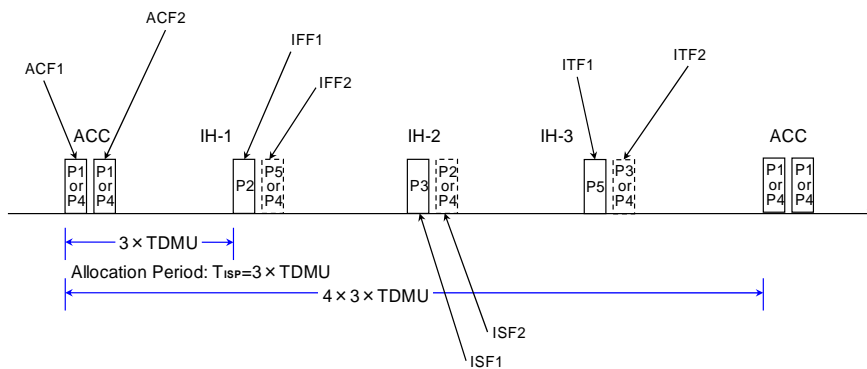 ACF2
IFF1
ITF1
ITF2
ACF1
IFF2
ACC
IH-1
IH-2
IH-3
ACC
P1
or
P4
P1
or
P4
P2
P5
or
P4
P3
P2
or
P4
P5
P3
or
P4
P1
or
P4
P1
or
P4
3×TDMU
Allocation Period: TISP=3×TDMU
4×3×TDMU
ISF2
ISF1